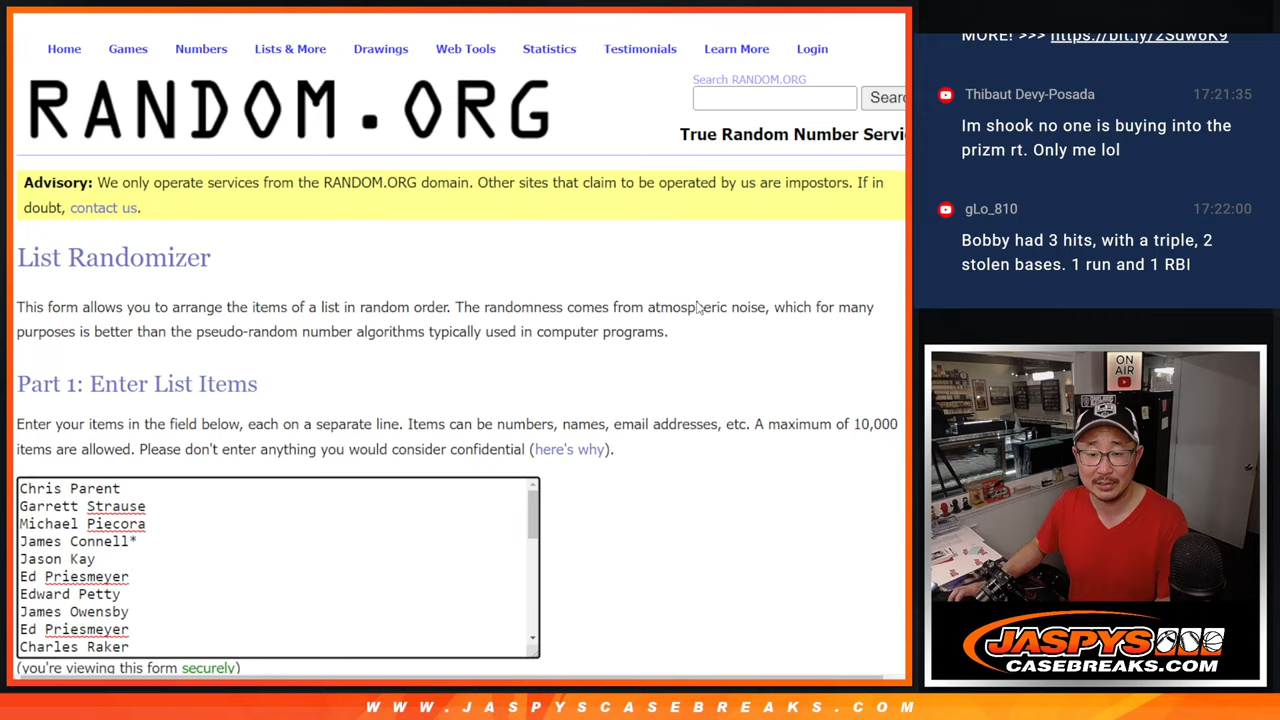 Home Games Numbers Lists & More Drawings Web Tools Statistics Testimonials Learn More Login
RANDOM.ORG
Search RANDOM.ORG
Searc
True Random Number Servi
Advisory: We only operate services from the RANDOM.ORG domain. Other sites that claim to be operated by us are impostors. If in
doubt, contact us.
List Randomizer
This form allows you to arrange the items of a list in random order. The randomness comes from atmospheric noise, which for many
purposes is better than the pseudo-random number algorithms typically used in computer programs.
Part 1: Enter List Items
Enter your items in the field below, each on a separate line. Items can be numbers, names, email addresses, etc. A maximum of 10,000
items are allowed. Please don't enter anything you would consider confidential (here's why).
Chris Parent
Garrett Strause
Michael Piecora
James Connell*
Jason Kay
Ed Priesmeyer
Edward Petty
James Owensby
Ed Priesmeyer
Charles Raker
(you're viewing this form securely)
MORE! >>> https://bit.ly/2Sdw6K9
Thibaut Devy-Posada 17:21:35
Im shook no one is buying into the
prizm rt. Only me lol
gLo_810 17:22:00
Bobby had 3 hits, with a triple, 2
stolen bases. 1 run and 1 RBI
ON
AIR
JASPYS
CASEBREAKS.COM
WWW.JASPYSCASEBREAKS.COM